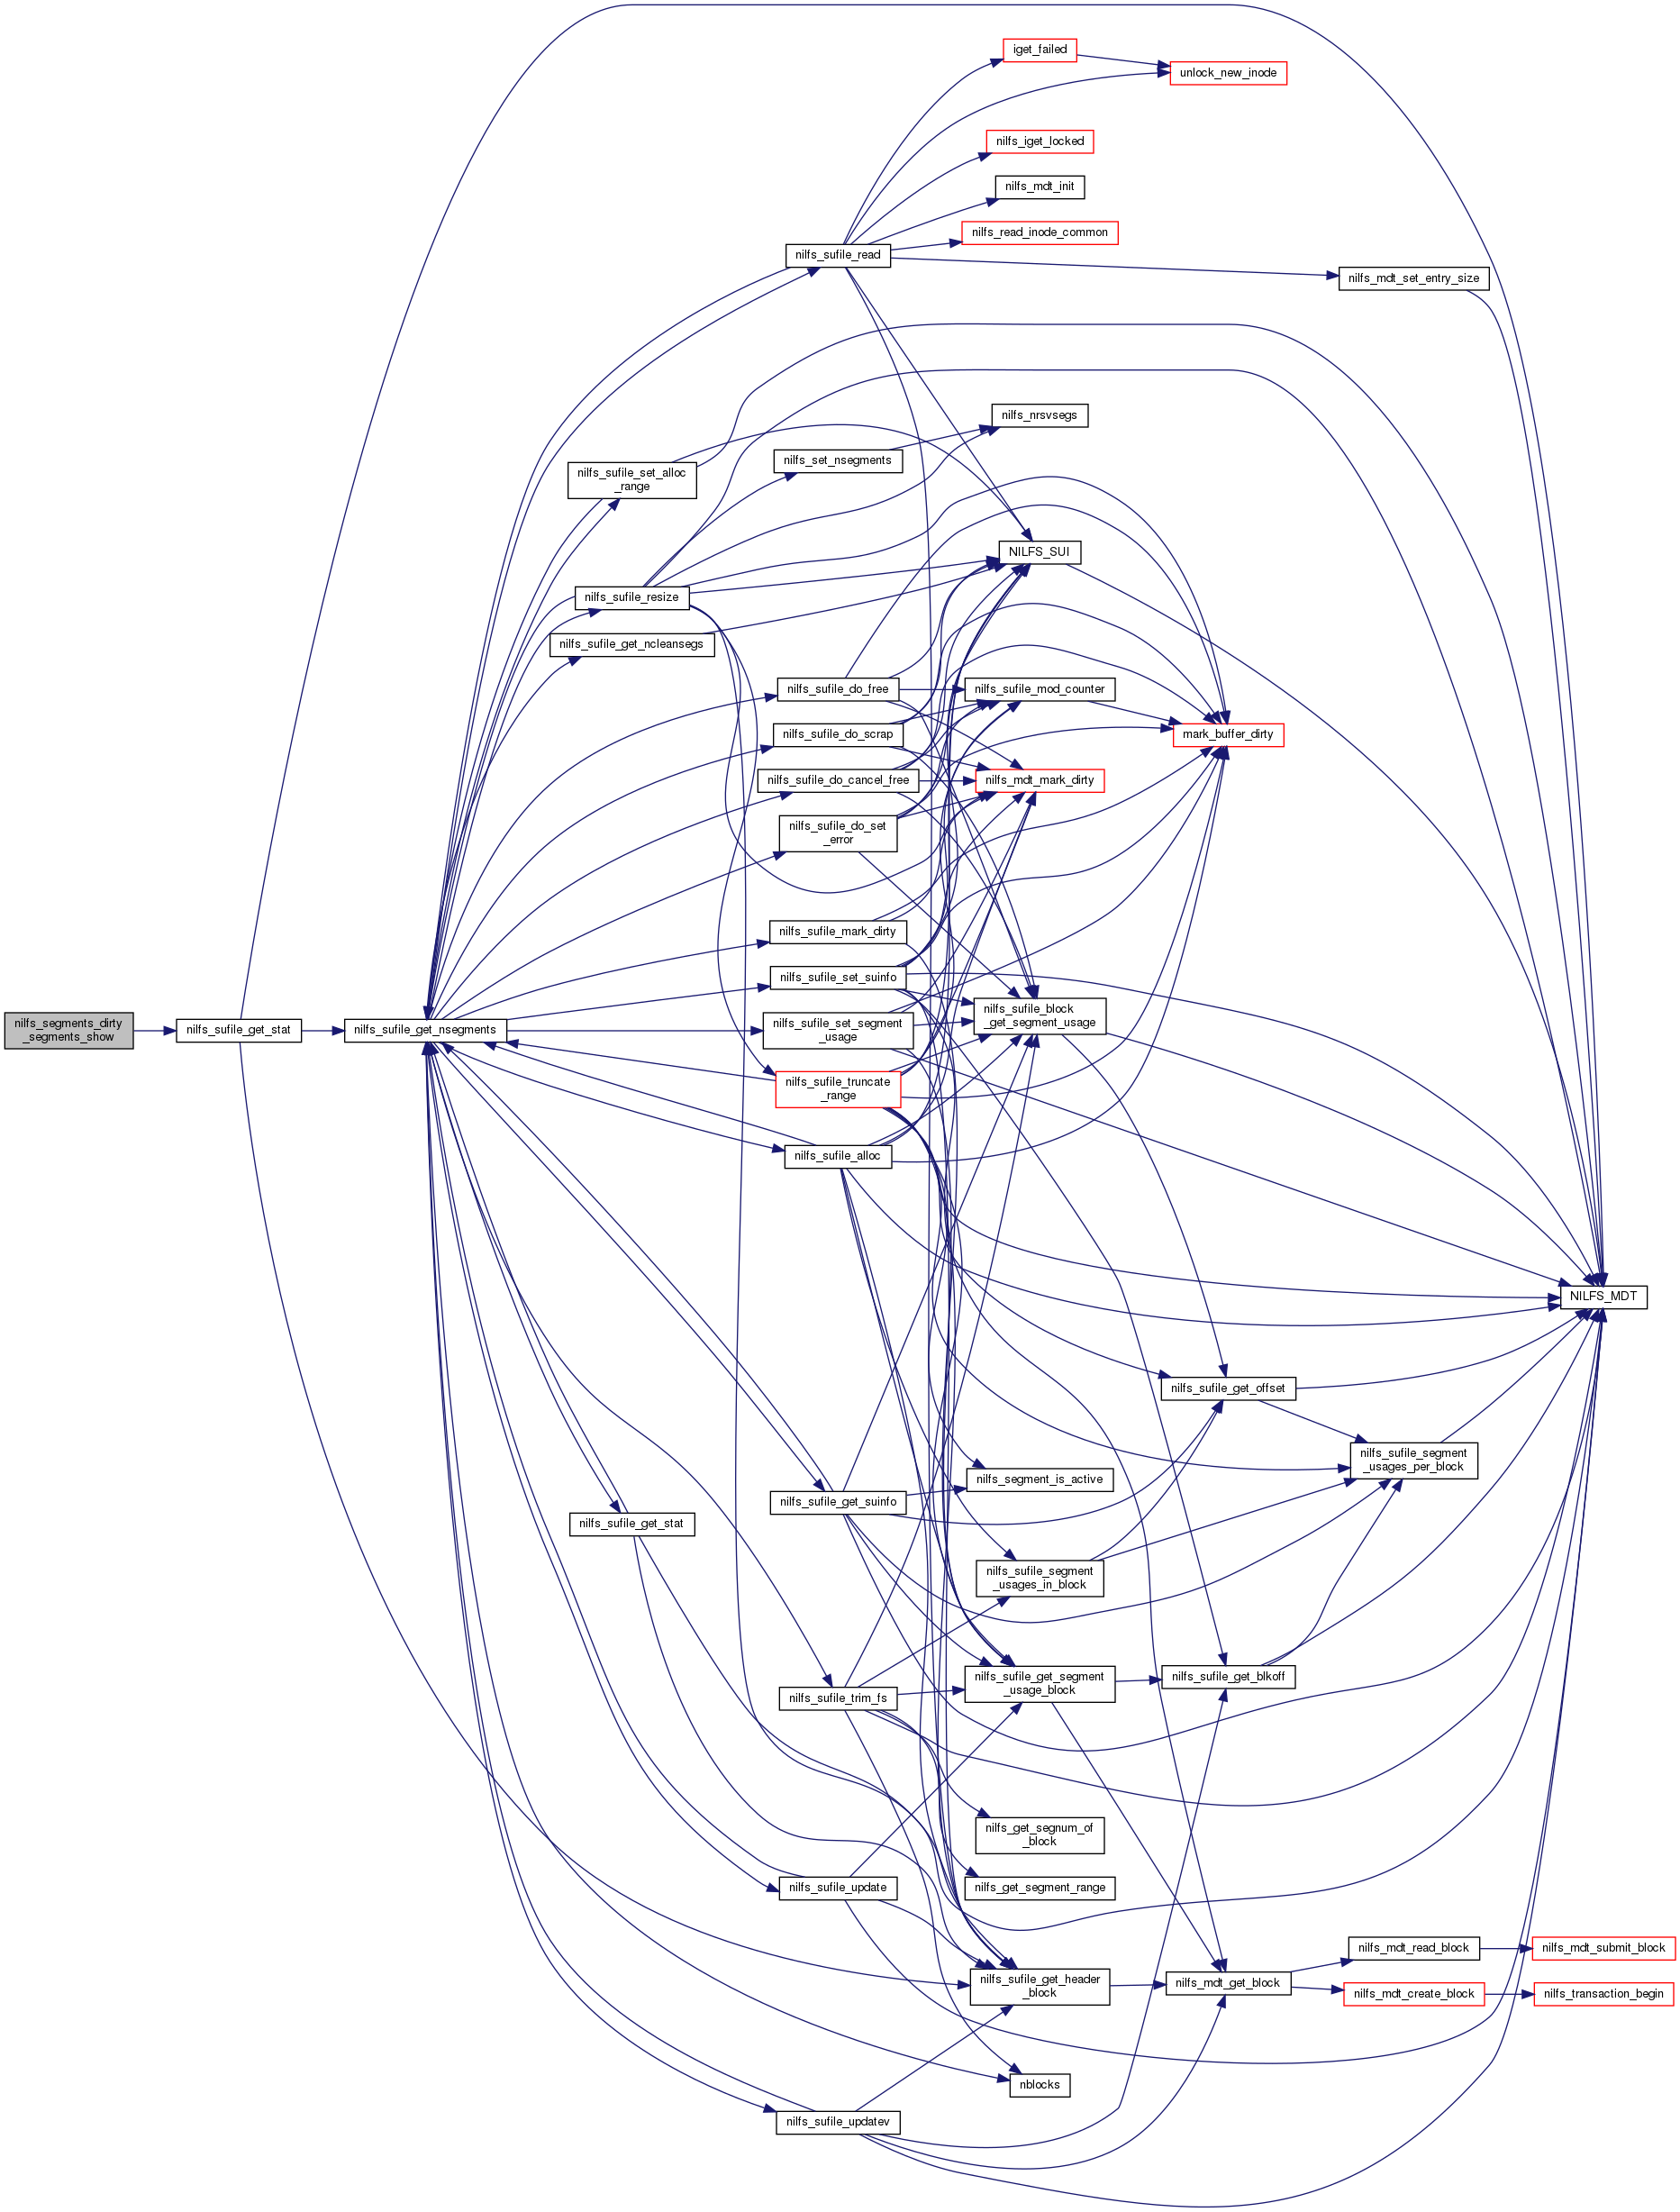 iget_failed
unlock_new_inode
nilfs_iget_locked
nilfs_mdt_init
nilfs_read_inode_common
nilfs_sufile_read
nilfs_mdt_set_entry_size
nilfs_nrsvsegs
nilfs_set_nsegments
nilfs_sufile_set_alloc
_range
NILFS_SUI
nilfs_sufile_resize
nilfs_sufile_get_ncleansegs
nilfs_sufile_do_free
nilfs_sufile_mod_counter
nilfs_sufile_do_scrap
mark_buffer_dirty
nilfs_sufile_do_cancel_free
nilfs_mdt_mark_dirty
nilfs_sufile_do_set
_error
nilfs_sufile_mark_dirty
nilfs_sufile_set_suinfo
nilfs_sufile_block
_get_segment_usage
nilfs_segments_dirty
_segments_show
nilfs_sufile_get_stat
nilfs_sufile_get_nsegments
nilfs_sufile_set_segment
_usage
nilfs_sufile_truncate
_range
nilfs_sufile_alloc
NILFS_MDT
nilfs_sufile_get_offset
nilfs_sufile_segment
_usages_per_block
nilfs_segment_is_active
nilfs_sufile_get_suinfo
nilfs_sufile_get_stat
nilfs_sufile_segment
_usages_in_block
nilfs_sufile_get_segment
_usage_block
nilfs_sufile_get_blkoff
nilfs_sufile_trim_fs
nilfs_get_segnum_of
_block
nilfs_sufile_update
nilfs_get_segment_range
nilfs_mdt_read_block
nilfs_mdt_submit_block
nilfs_sufile_get_header
_block
nilfs_mdt_get_block
nilfs_mdt_create_block
nilfs_transaction_begin
nblocks
nilfs_sufile_updatev